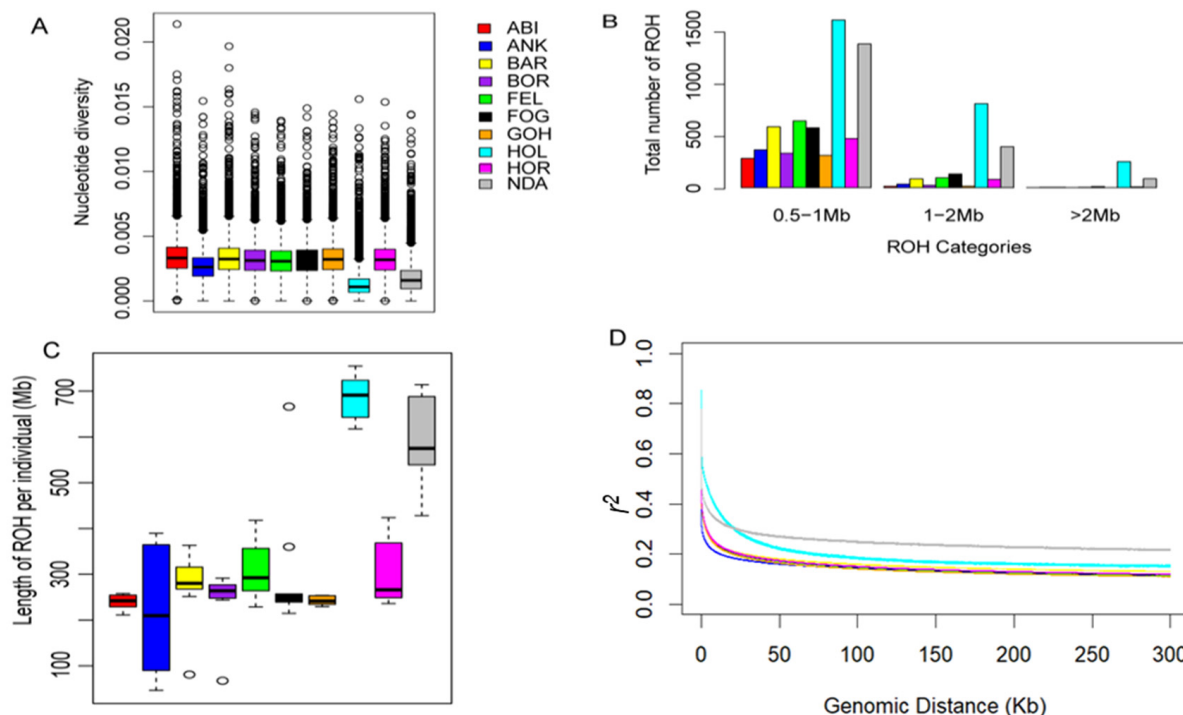 A
Nucleotide diversity
0.020
0.015
0.010
0.005
0.000
ABI
ANK
BAR
BOR
FEL
FOG
GOH
HOL
HOR
NDA
B
Total number of ROH
1500
1000
500
0
0.5-1Mb
1-2Mb
>2Mb
ROH Categories
C
Length of ROH per individual (Mb)
700
500
300
100
D
r²
1.0
0.8
0.6
0.4
0.2
0.0
0
50
100
150
200
250
300
Genomic Distance (Kb)